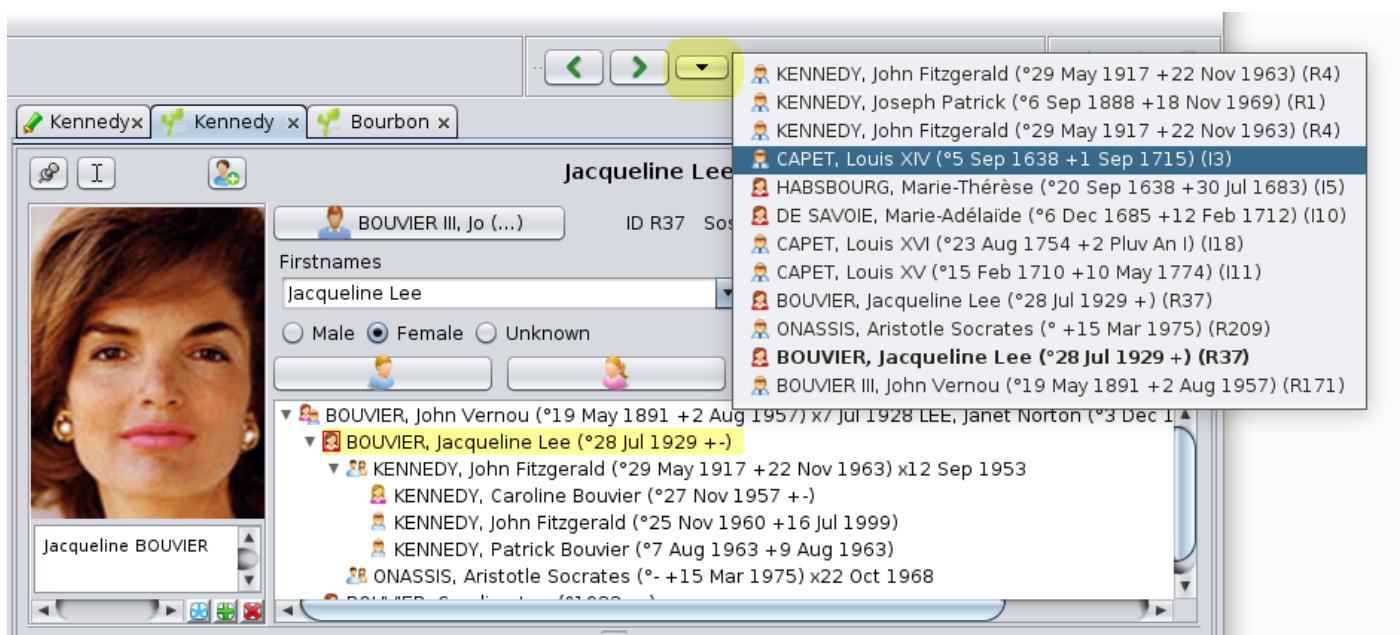 KENNEDY, John Fitzgerald (°29 May 1917 +22 Nov 1963) (R4)
KENNEDY, Joseph Patrick (°6 Sep 1888 +18 Nov 1969) (R1)
KENNEDY, John Fitzgerald (°29 May 1917 +22 Nov 1963) (R4)
CAPET, Louis XIV (°5 Sep 1638 +1 Sep 1715) (I3)
HABSBOURG, Marie-Thérèse (°20 Sep 1638 +30 Jul 1683) (I5)
DE SAVOIE, Marie-Adélaïde (°6 Dec 1685 +12 Feb 1712) (I10)
CAPET, Louis XVI (°23 Aug 1754 +2 Pluv An I) (I18)
CAPET, Louis XV (°15 Feb 1710 +10 May 1774) (I11)
BOUVIER, Jacqueline Lee (°28 Jul 1929 +) (R37)
ONASSIS, Aristotle Socrates (° +15 Mar 1975) (R209)
BOUVIER, Jacqueline Lee (°28 Jul 1929 +) (R37)
BOUVIER III, John Vernou (°19 May 1891 +2 Aug 1957) (R171)
Kennedy x Kennedy x Bourbon x
Jacqueline Lee
BOUVIER III, Jo (...) ID R37 Sos
Firstnames
Jacqueline Lee
Male Female Unknown
BOUVIER, John Vernou (°19 May 1891 +2 Aug 1957) x7 Jul 1928 LEE, Janet Norton (°3 Dec 1
BOUVIER, Jacqueline Lee (°28 Jul 1929 +-)
KENNEDY, John Fitzgerald (°29 May 1917 +22 Nov 1963) x12 Sep 1953
KENNEDY, Caroline Bouvier (°27 Nov 1957 +-)
KENNEDY, John Fitzgerald (°25 Nov 1960 +16 Jul 1999)
KENNEDY, Patrick Bouvier (°7 Aug 1963 +9 Aug 1963)
ONASSIS, Aristotle Socrates (°- +15 Mar 1975) x22 Oct 1968
Jacqueline BOUVIER